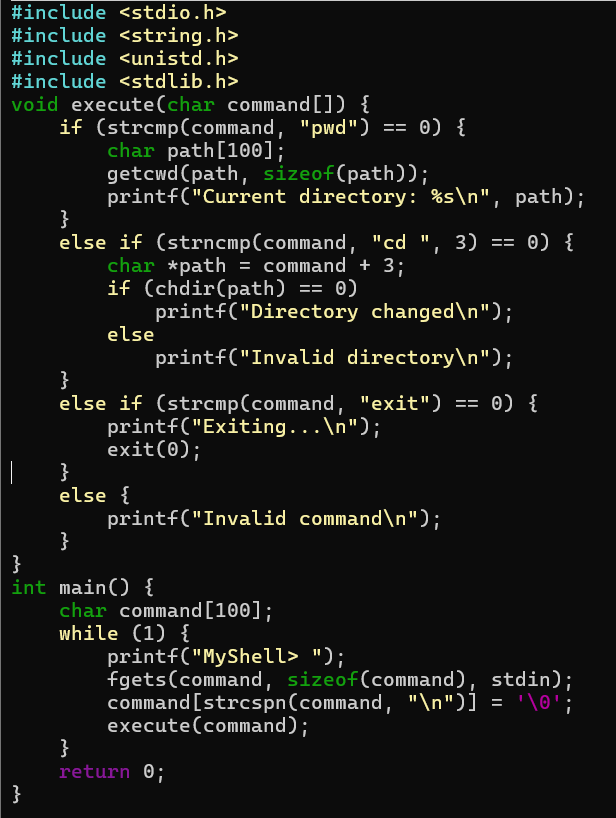 #include <stdio.h>
#include <string.h>
#include <unistd.h>
#include <stdlib.h>
void execute(char command[]) {
    if (strcmp(command, "pwd") == 0) {
        char path[100];
        getcwd(path, sizeof(path));
        printf("Current directory: %s\n", path);
    }
    else if (strncmp(command, "cd ", 3) == 0) {
        char *path = command + 3;
        if (chdir(path) == 0)
            printf("Directory changed\n");
        else
            printf("Invalid directory\n");
    }
    else if (strcmp(command, "exit") == 0) {
        printf("Exiting...\n");
        exit(0);
    }
    else {
        printf("Invalid command\n");
    }
}
int main() {
    char command[100];
    while (1) {
        printf("MyShell> ");
        fgets(command, sizeof(command), stdin);
        command[strcspn(command, "\n")] = '\0';
        execute(command);
    }
    return 0;
}